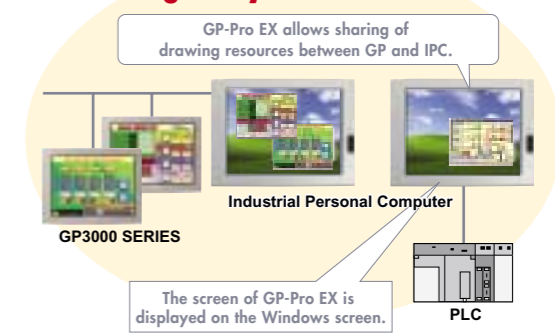 GP-Pro EX allows sharing of
drawing resources between GP and IPC.
Industrial Personal Computer
GP3000 SERIES
The screen of GP-Pro EX is
displayed on the Windows screen.
PLC